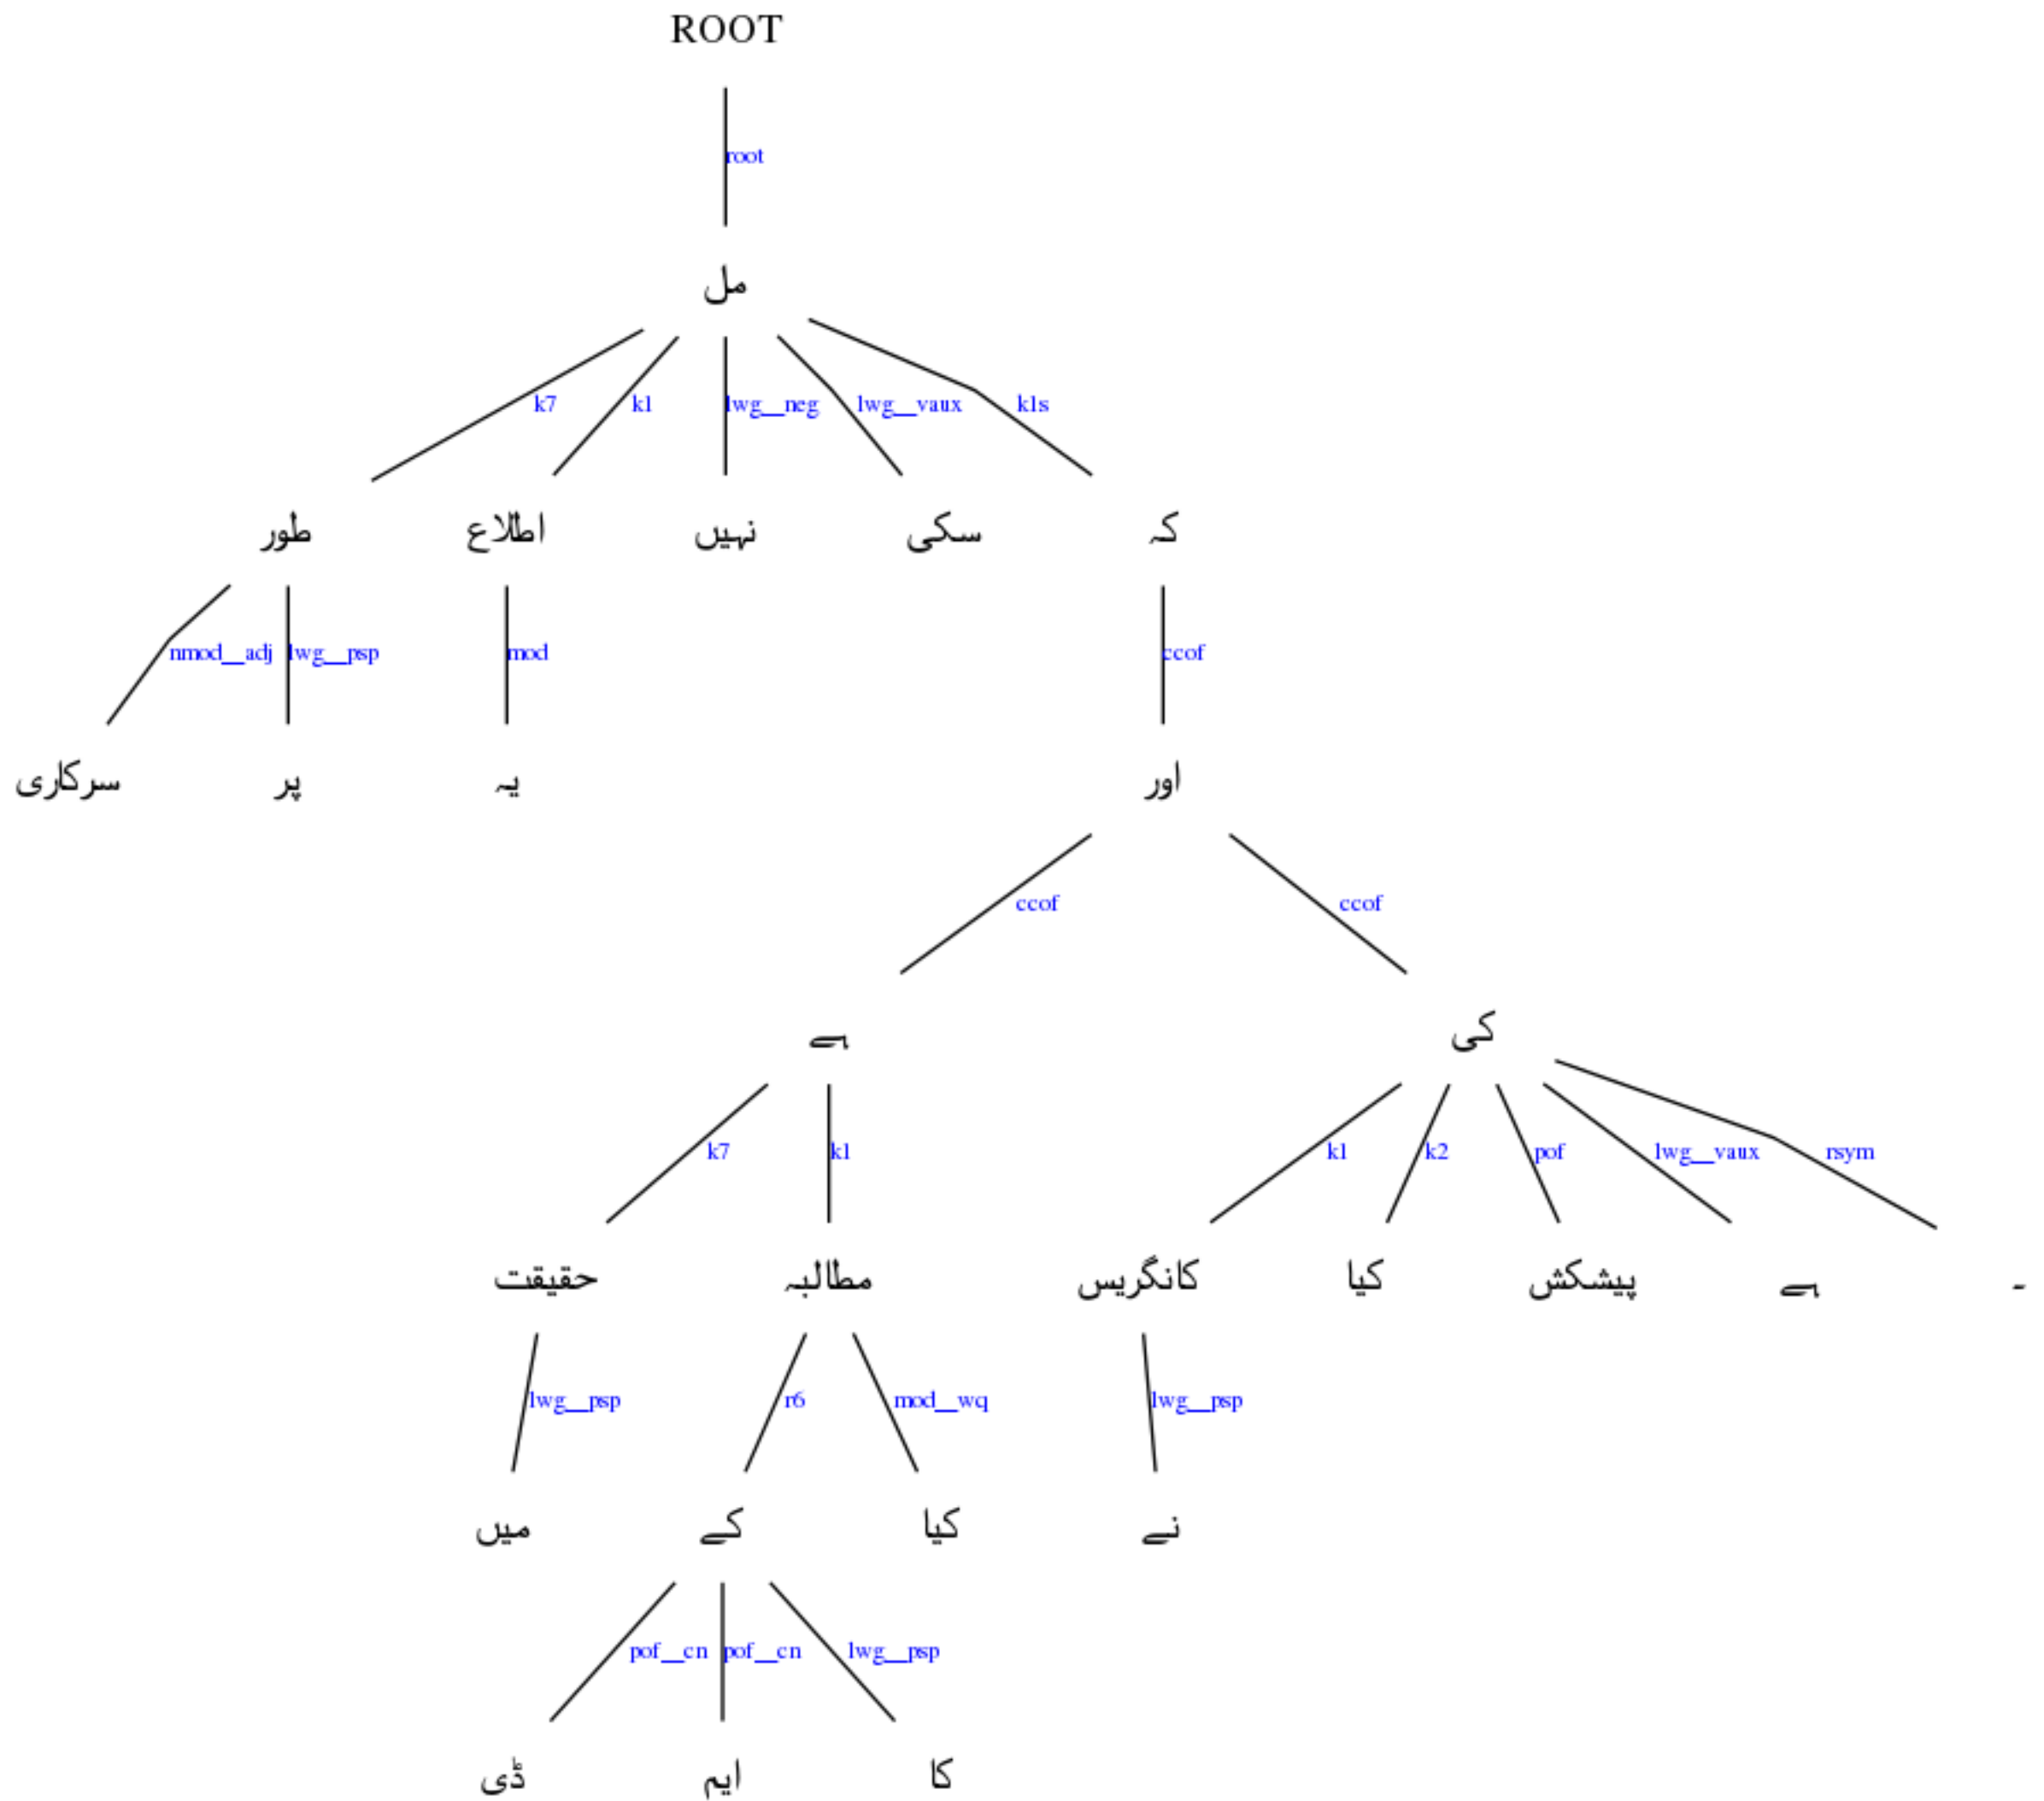 ROOT
root
مل
k7 k1 lwg__neg lwg__vaux k1s
طور اطلاع نہیں سکی کہ
nmod__adj lwg__psp mod ccof
سرکاری پر یہ اور
ccof ccof
ہے کی
k7 k1 k1 k2 pof lwg__vaux rsym
حقیقت مطالبہ کانگریس کیا پیشکش ہے ۔
lwg__psp r6 mod__wq lwg__psp
میں کے کیا نے
pof__cn pof__cn lwg__psp
ڈی ایم کا